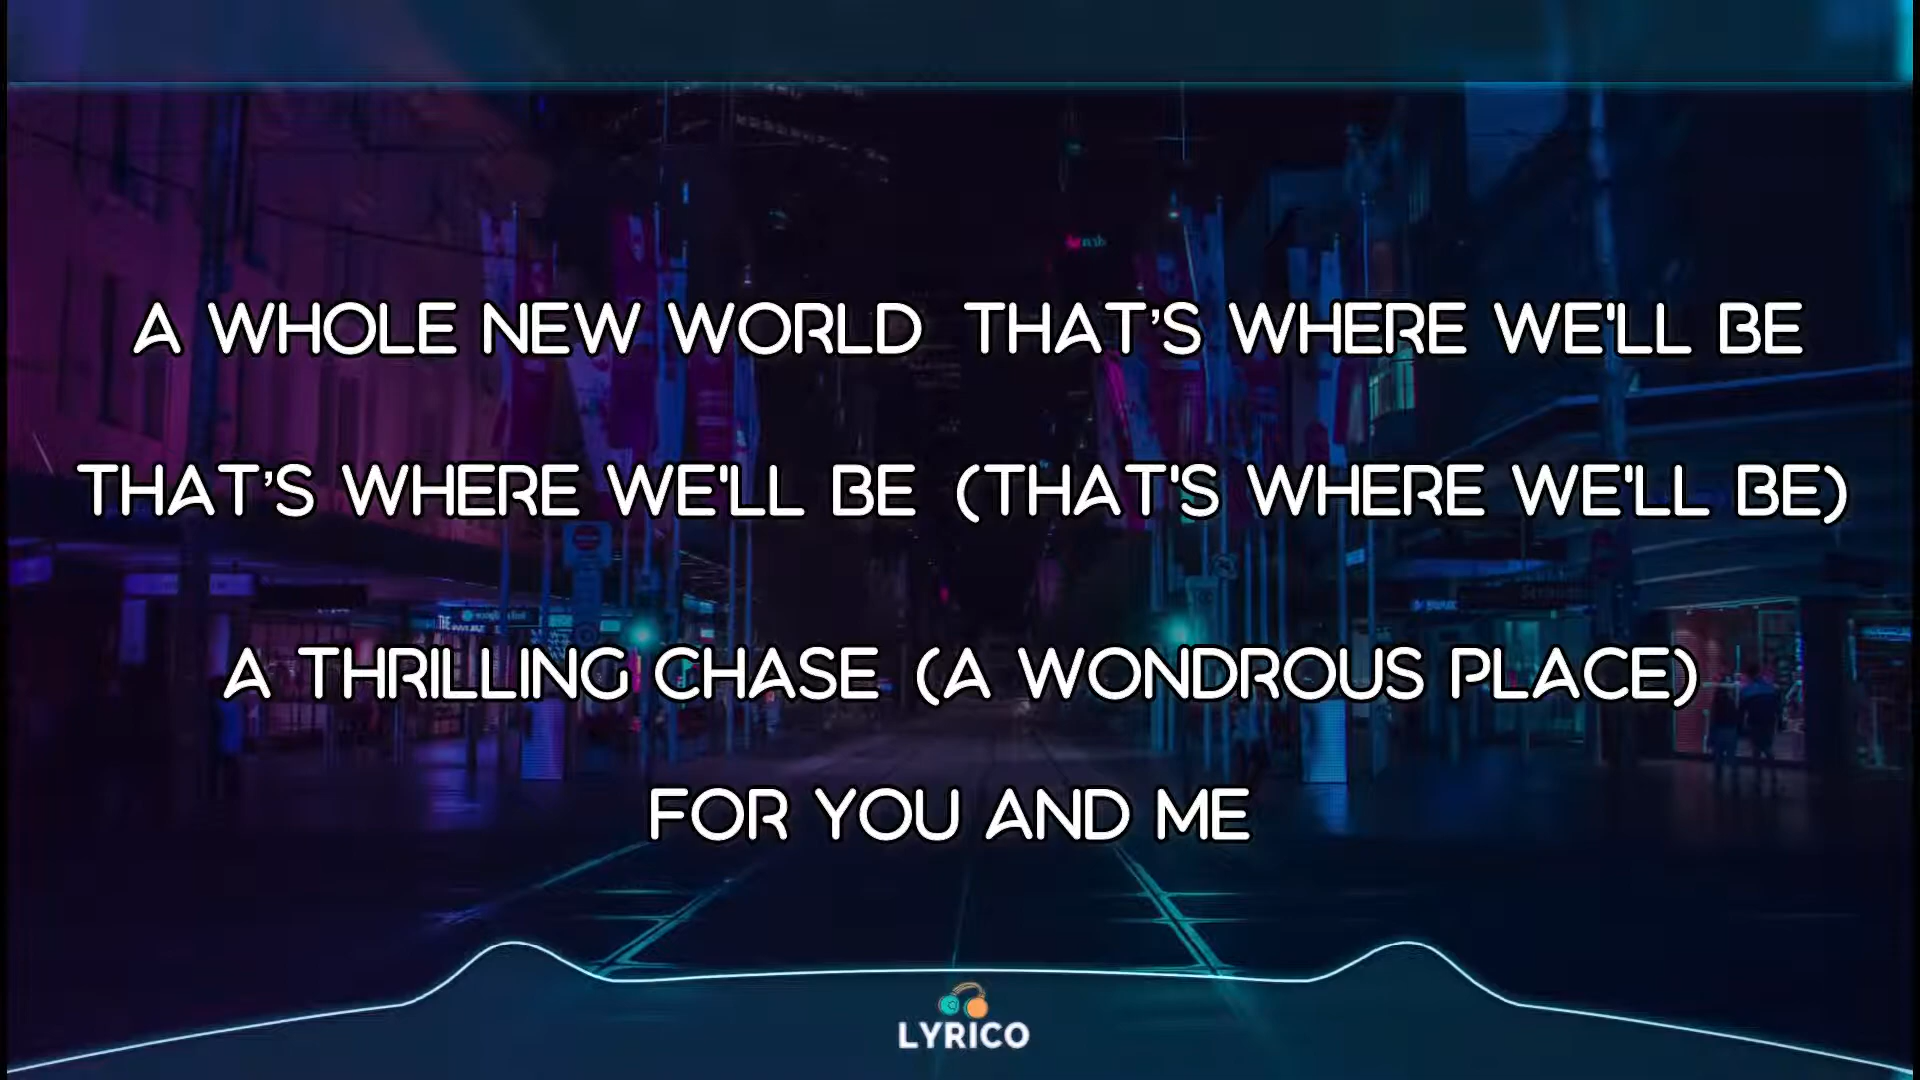 A WHOLE NEW WORLD THAT’S WHERE WE'LL BE
THAT’S WHERE WE'LL BE (THAT'S WHERE WE'LL BE)
A THRILLING CHASE (A WONDROUS PLACE)
FOR YOU AND ME
LYRICO